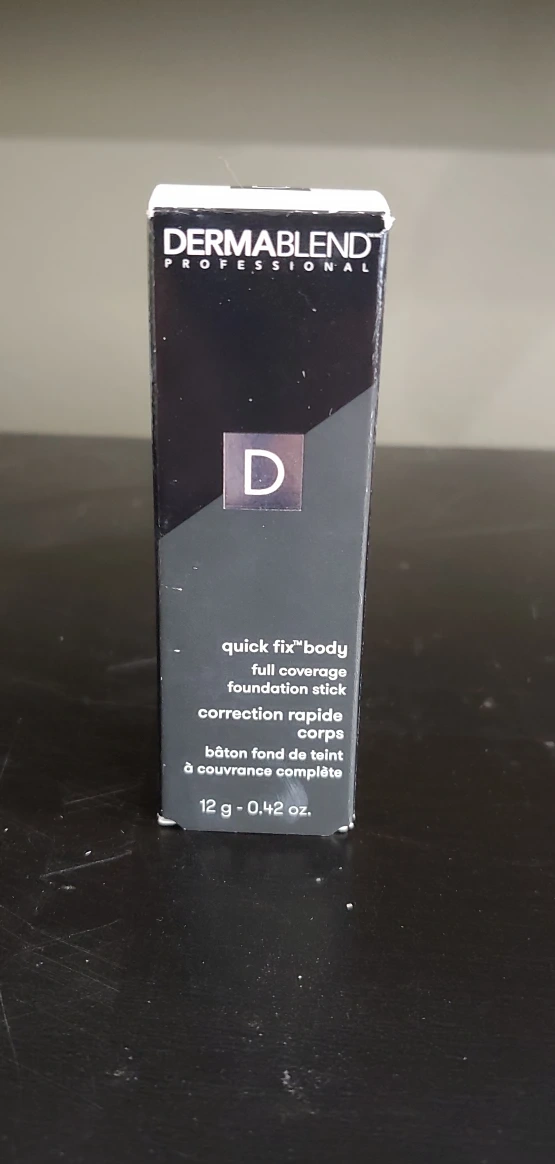 DERMABLEND™
PROFESSIONAL
D
quick fix™body
full coverage
foundation stick
correction rapide
corps
bâton fond de teint
à couvrance complète
12 g - 0.42 oz.